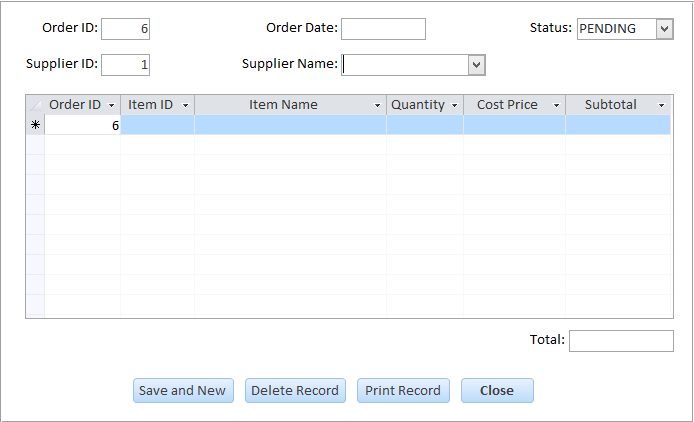 Order ID: 6 Order Date: Status: PENDING
Supplier ID: 1 Supplier Name:
Order ID Item ID Item Name Quantity Cost Price Subtotal
* 6
Total:
Save and New Delete Record Print Record Close